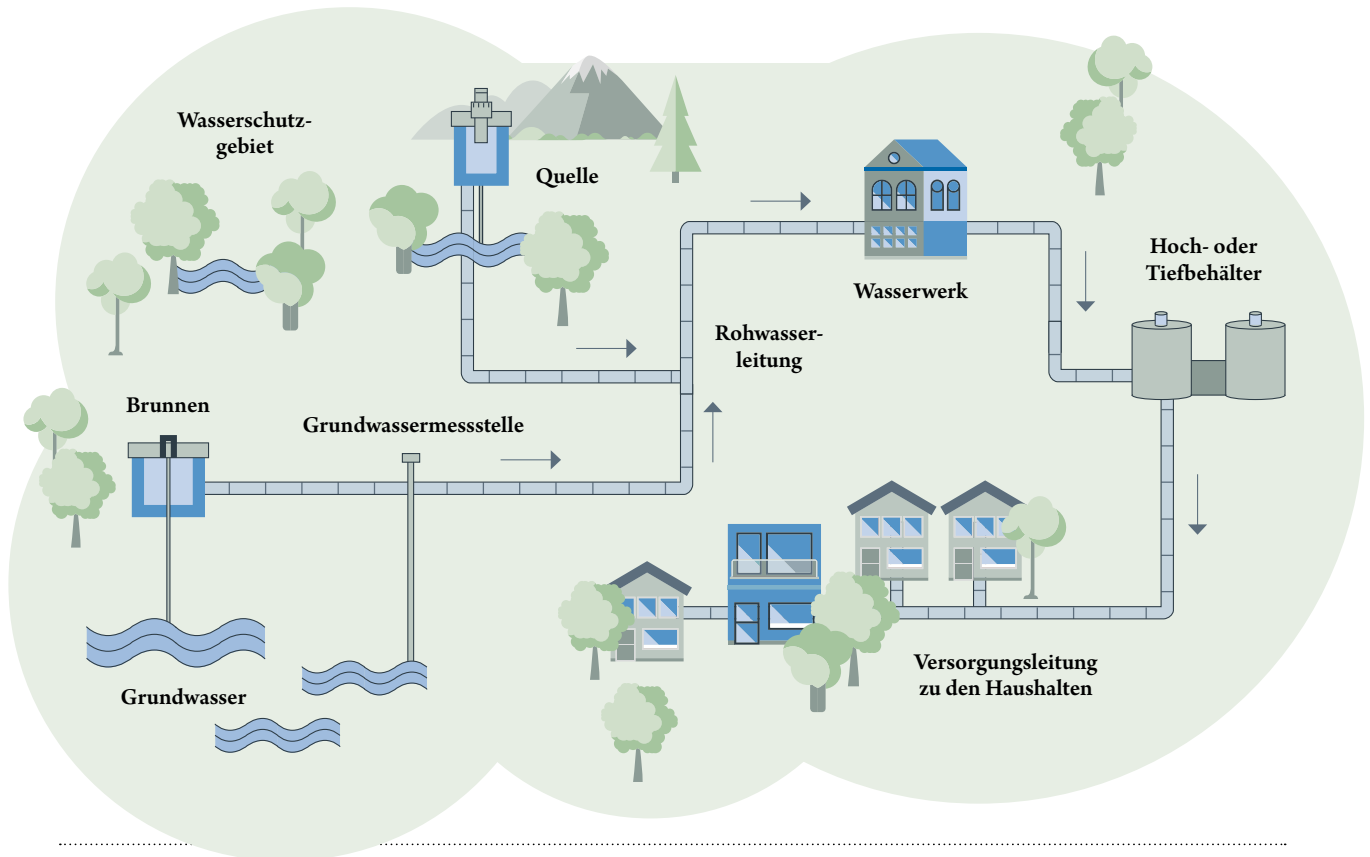 Wasserschutz-
gebiet
Quelle
Wasserwerk
Hoch- oder
Tiefbehälter
Rohwasser-
leitung
Brunnen
Grundwassermessstelle
Grundwasser
Versorgungsleitung
zu den Haushalten